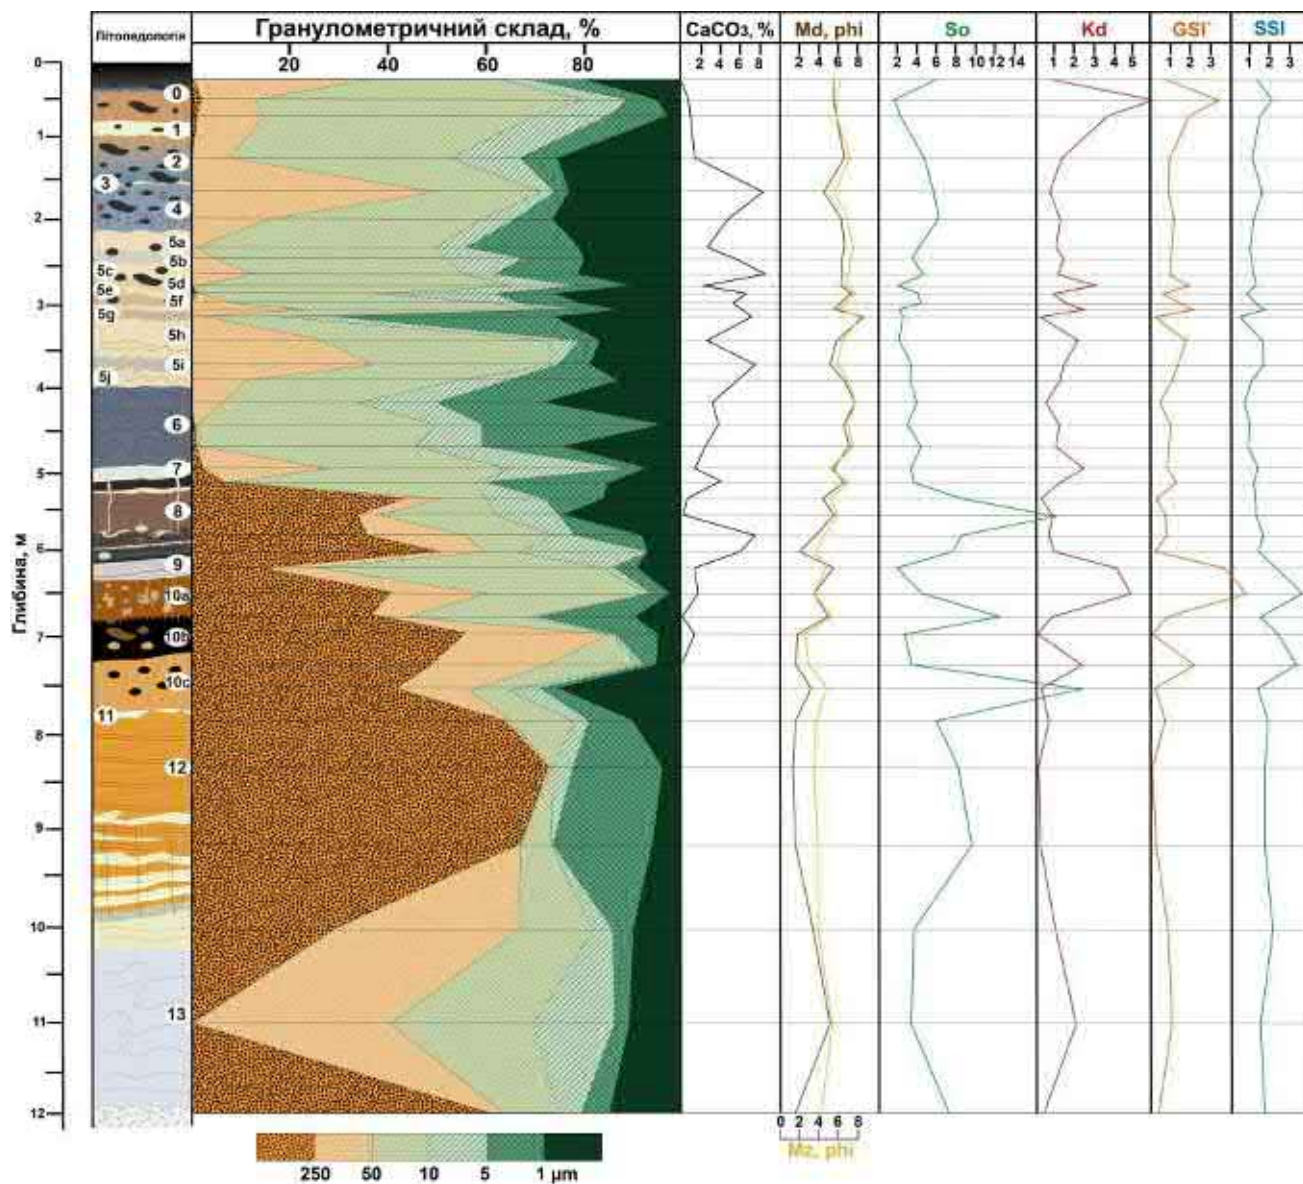 Літопедологія
Гранулометричний склад, %
CaCO₃, %
Md, phi
So
Kd
GSI
SSI
20 40 60 80
2 4 6 8
2 4 6 8
2 4 6 8 10 12 14
1 2 3 4 5
1 2 3
1 2 3
Глибина, м
0
1
2
3
4
5
6
7
8
9
10
11
12
0
1
2
3
4
5a
5b
5c
5d
5e
5f
5g
5h
5i
5j
6
7
8
9
10a
10b
10c
11
12
13
0 2 4 6 8
Mz, phi
250 50 10 5 1 µm